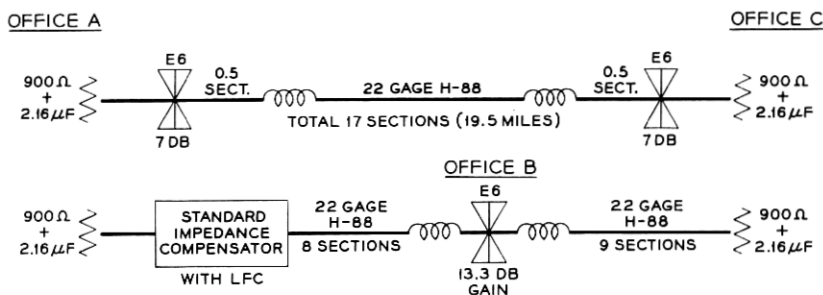 OFFICE A
OFFICE C
E6
0.5
SECT.
0.5
SECT.
E6
900Ω
+
2.16μF
22 GAGE H-88
900Ω
+
2.16μF
TOTAL 17 SECTIONS (19.5 MILES)
7 DB
7 DB
OFFICE B
900Ω
+
2.16μF
STANDARD
IMPEDANCE
COMPENSATOR
WITH LFC
22 GAGE
H-88
8 SECTIONS
E6
13.3 DB
GAIN
22 GAGE
H-88
9 SECTIONS
900Ω
+
2.16μF